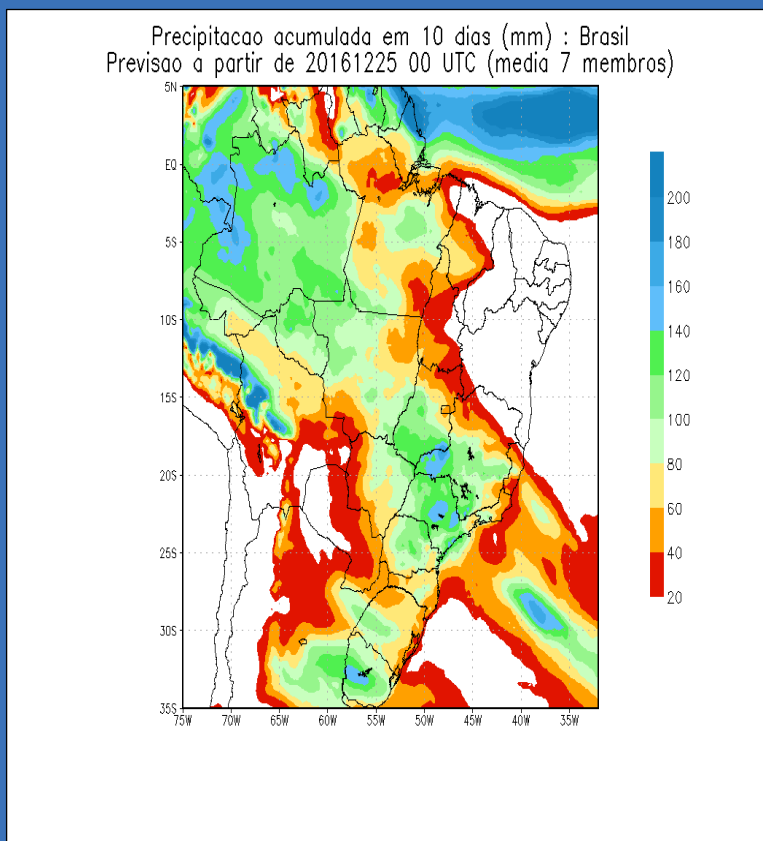 Precipitacao acumulada em 10 dias (mm) : Brasil
Previsao a partir de 20161225 00 UTC (media 7 membros)
5N
EQ
5S
10S
15S
20S
25S
30S
35S
75W 70W 65W 60W 55W 50W 45W 40W 35W
200
180
160
140
120
100
80
60
40
20